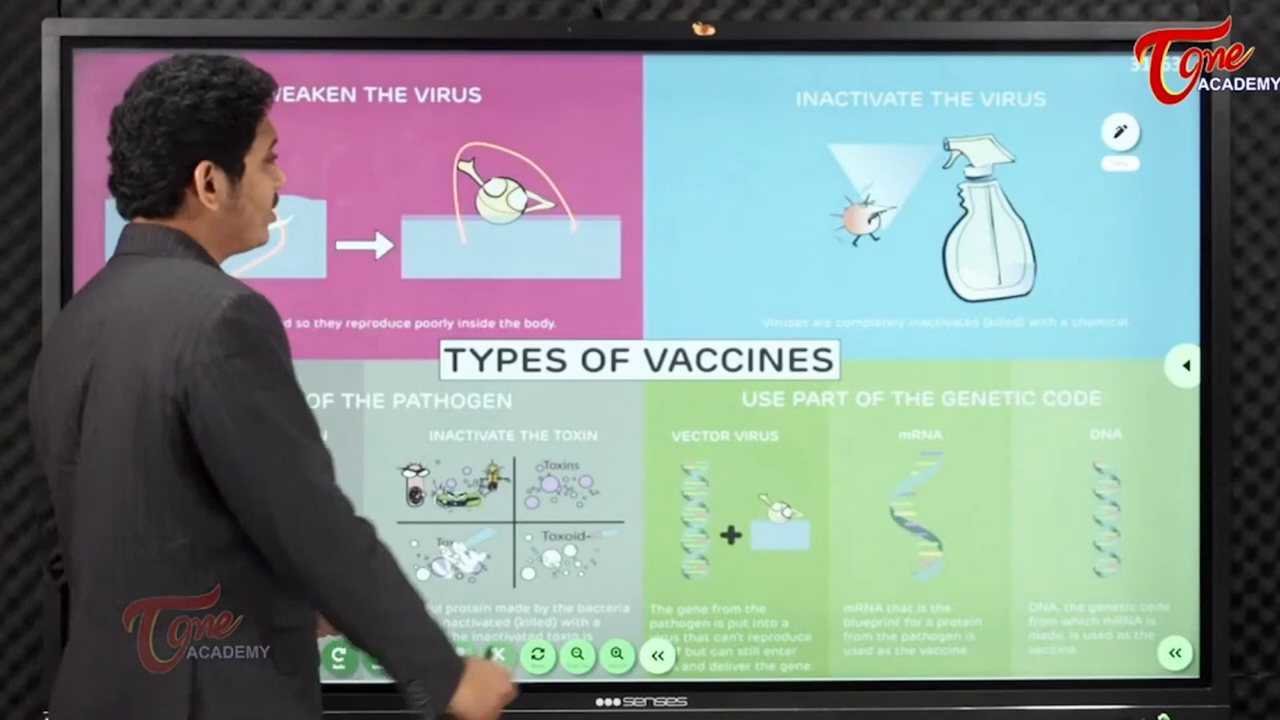 Tone
ACADEMY
WEAKEN THE VIRUS
INACTIVATE THE VIRUS
d so they reproduce poorly inside the body.
Viruses are completely inactivated (killed) with a chemical.
TYPES OF VACCINES
OF THE PATHOGEN
USE PART OF THE GENETIC CODE
INACTIVATE THE TOXIN
VECTOR VIRUS
mRNA
DNA
Toxins
Toxoid
ful protein made by the bacteria
inactivated (killed) with a
be inactivated toxin is
The gene from the
pathogen is put into a
virus that can't reproduce
but can still enter
and deliver the gene.
mRNA that is the
blueprint for a protein
from the pathogen is
used as the vaccine.
DNA, the genetic code
from which mRNA is
made, is used as the
vaccine.
Tone
ACADEMY
senses